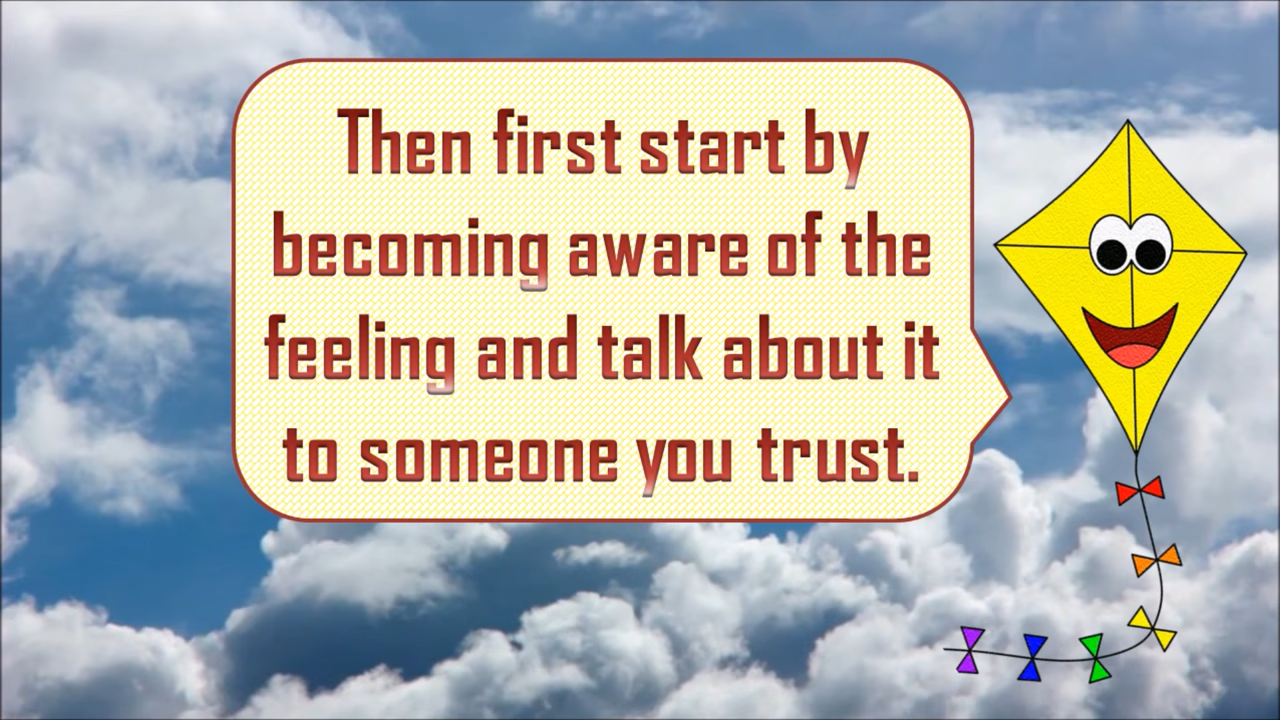 Then first start by
becoming aware of the
feeling and talk about it
to someone you trust.